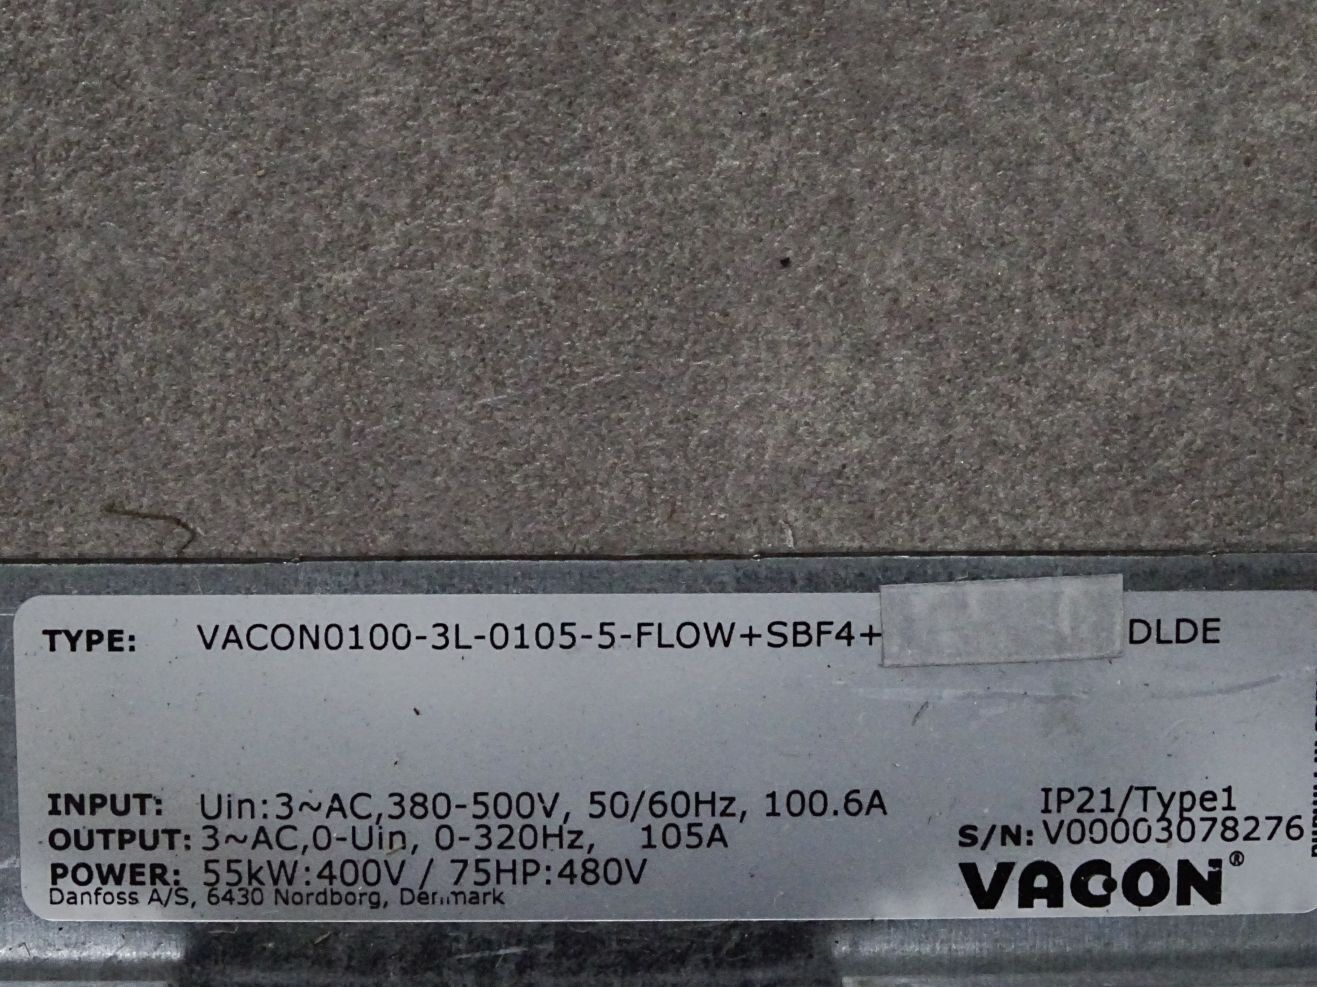 TYPE: VACON0100-3L-0105-5-FLOW+SBF4+ DLDE
INPUT: Uin:3~AC,380-500V, 50/60Hz, 100.6A
OUTPUT: 3~AC,0-Uin, 0-320Hz, 105A
POWER: 55kW:400V / 75HP:480V
Danfoss A/S, 6430 Nordborg, Denmark
IP21/Type1
S/N: V00003078276
VACON®